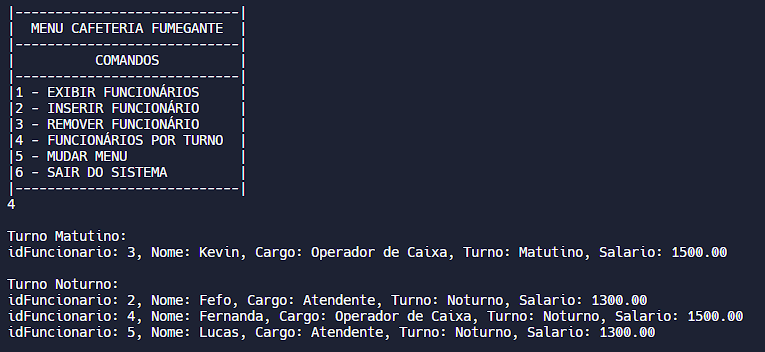 |----------------------------|
|  MENU CAFETERIA FUMEGANTE  |
|----------------------------|
|          COMANDOS          |
|----------------------------|
|1 - EXIBIR FUNCIONÁRIOS     |
|2 - INSERIR FUNCIONÁRIO     |
|3 - REMOVER FUNCIONÁRIO     |
|4 - FUNCIONÁRIOS POR TURNO  |
|5 - MUDAR MENU              |
|6 - SAIR DO SISTEMA         |
|----------------------------|
4

Turno Matutino:
idFuncionario: 3, Nome: Kevin, Cargo: Operador de Caixa, Turno: Matutino, Salario: 1500.00

Turno Noturno:
idFuncionario: 2, Nome: Fefo, Cargo: Atendente, Turno: Noturno, Salario: 1300.00
idFuncionario: 4, Nome: Fernanda, Cargo: Operador de Caixa, Turno: Noturno, Salario: 1500.00
idFuncionario: 5, Nome: Lucas, Cargo: Atendente, Turno: Noturno, Salario: 1300.00